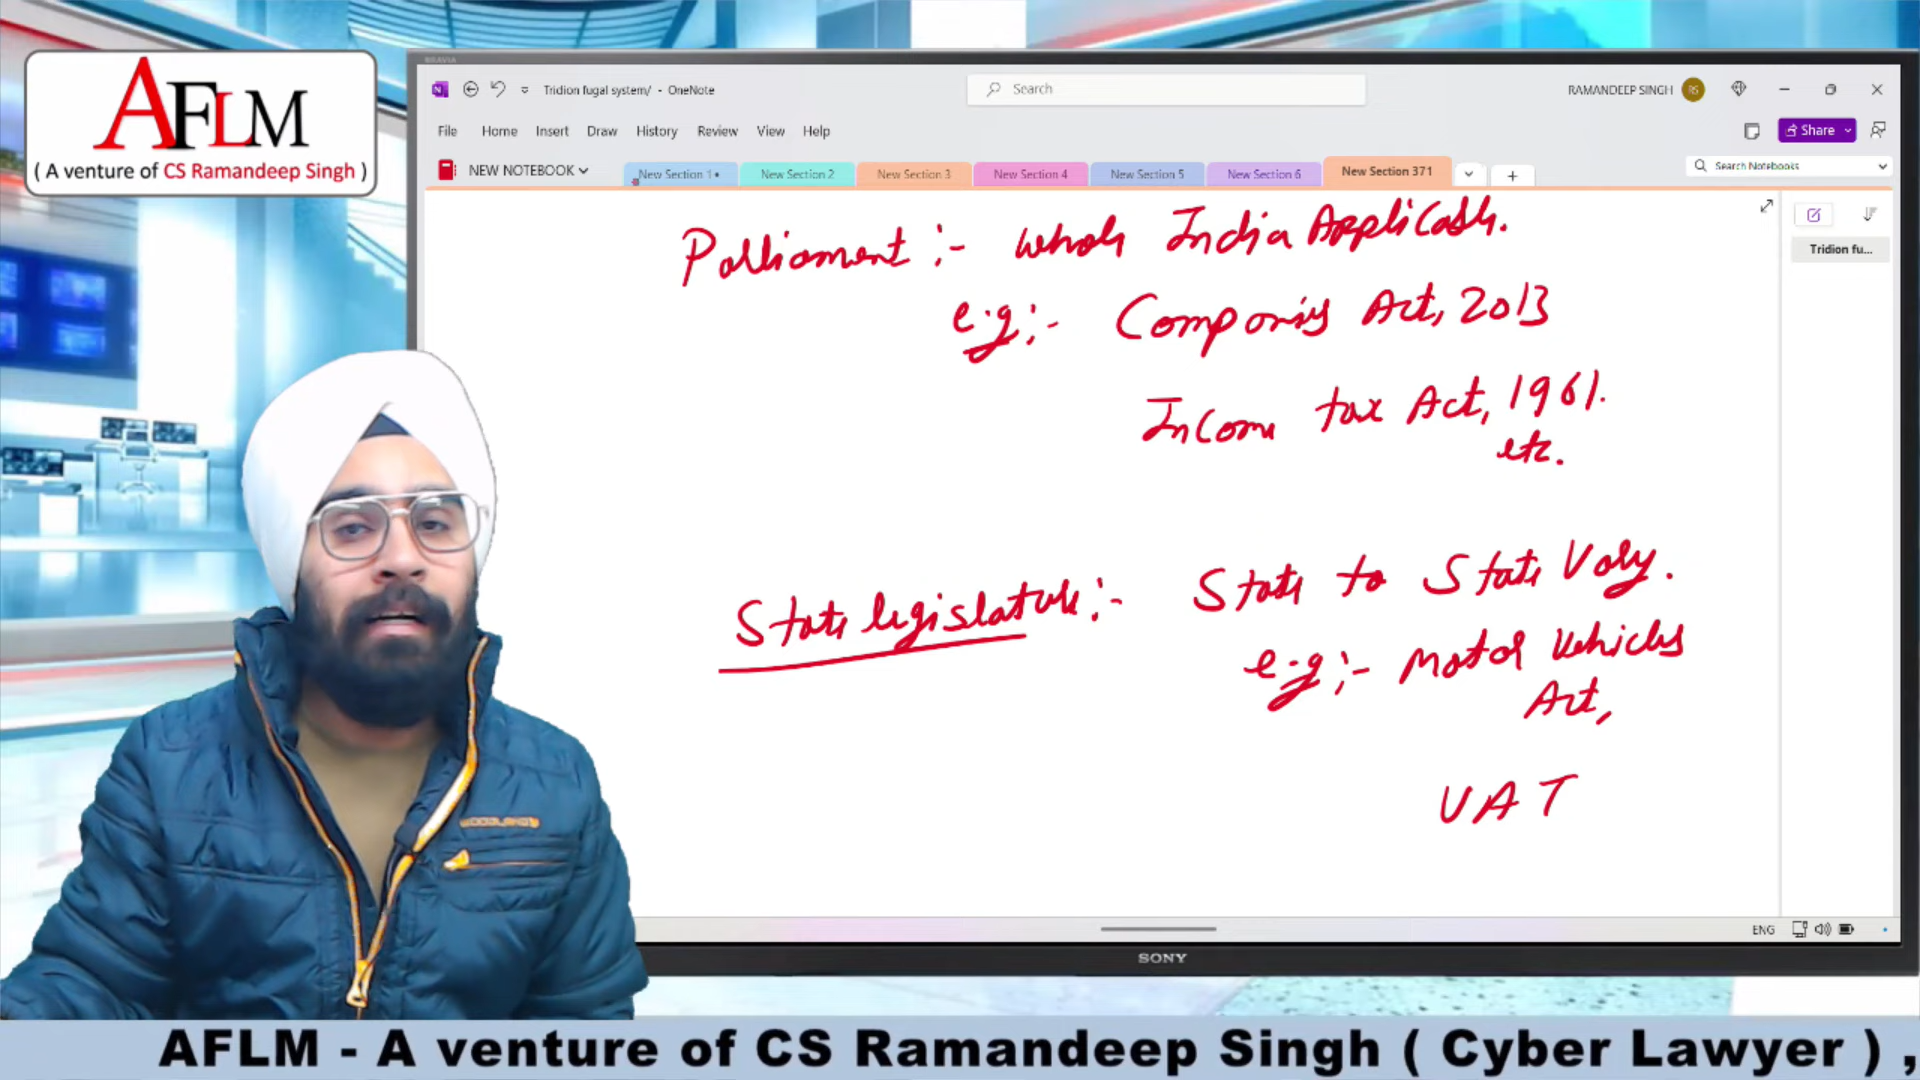 AFLM
( A venture of CS Ramandeep Singh )
BRAVIA
Tridion fugal system/ - OneNote
Search
RAMANDEEP SINGH
RS
File Home Insert Draw History Review View Help
Share
NEW NOTEBOOK
New Section 1
New Section 2
New Section 3
New Section 4
New Section 5
New Section 6
New Section 371
Search Notebooks
Tridion fu...
Parliament :- whole India Applicable.
e.g:- Companies Act, 2013
Income tax Act, 1961.
etc.
State legislature:- State to State Vary.
e.g:- Motor Vehicles
Act,
VAT
WOODLAND
ENG
SONY
AFLM - A venture of CS Ramandeep Singh ( Cyber Lawyer ) ,